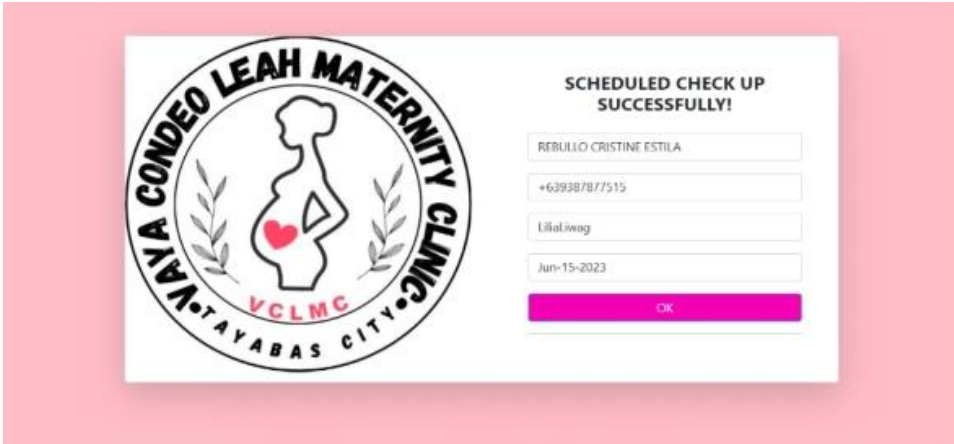 VAYA CONDEO LEAH MATERNITY CLINIC
VCLMC
TAYABAS CITY
SCHEDULED CHECK UP
SUCCESSFULLY!
REBULLO CRISTINE ESTILA
+639387877515
LiliaLiwag
Jun-15-2023
OK